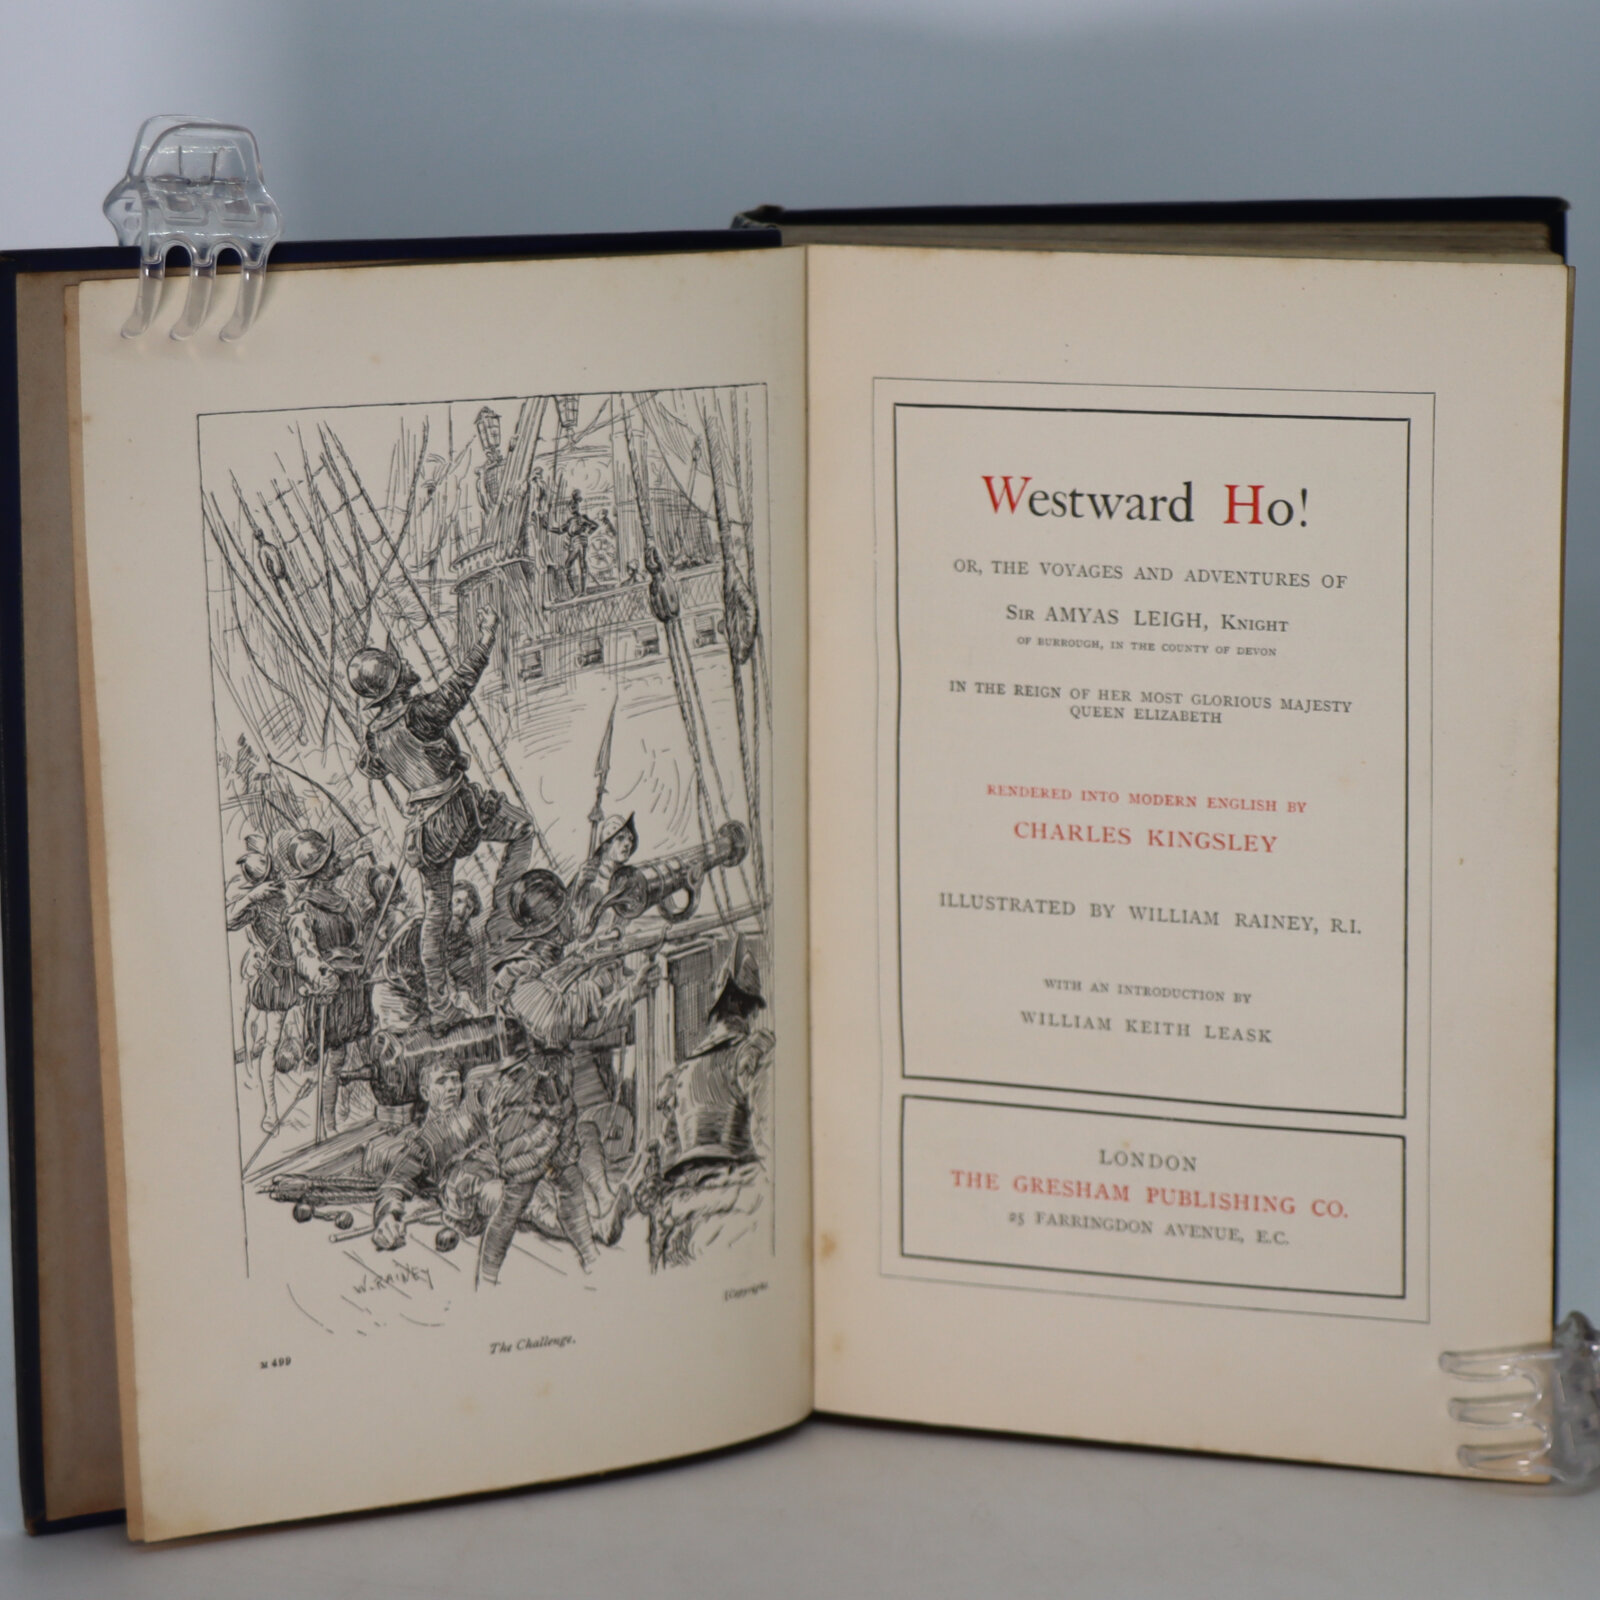 W. RAINEY
[Copyright
The Challenge.
M 499
Westward Ho!
OR, THE VOYAGES AND ADVENTURES OF
SIR AMYAS LEIGH, KNIGHT
OF BURROUGH, IN THE COUNTY OF DEVON
IN THE REIGN OF HER MOST GLORIOUS MAJESTY
QUEEN ELIZABETH
RENDERED INTO MODERN ENGLISH BY
CHARLES KINGSLEY
ILLUSTRATED BY WILLIAM RAINEY, R.I.
WITH AN INTRODUCTION BY
WILLIAM KEITH LEASK
LONDON
THE GRESHAM PUBLISHING CO.
25 FARRINGDON AVENUE, E.C.